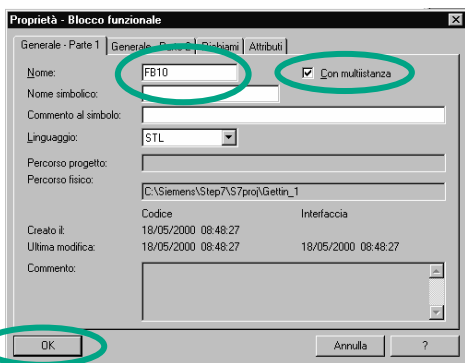 Proprietà - Blocco funzionale
Generale - Parte 1 Generale - Parte 2 Richiami Attributi
Nome: FB10 Con multiistanza
Nome simbolico:
Commento al simbolo:
Linguaggio: STL
Percorso progetto:
Percorso fisico:
C:\Siemens\Step7\S7proj\Gettin_1
Codice Interfaccia
Creato il: 18/05/2000 08:48:27
Ultima modifica: 18/05/2000 08:48:27 18/05/2000 08:48:27
Commento:
OK Annulla ?